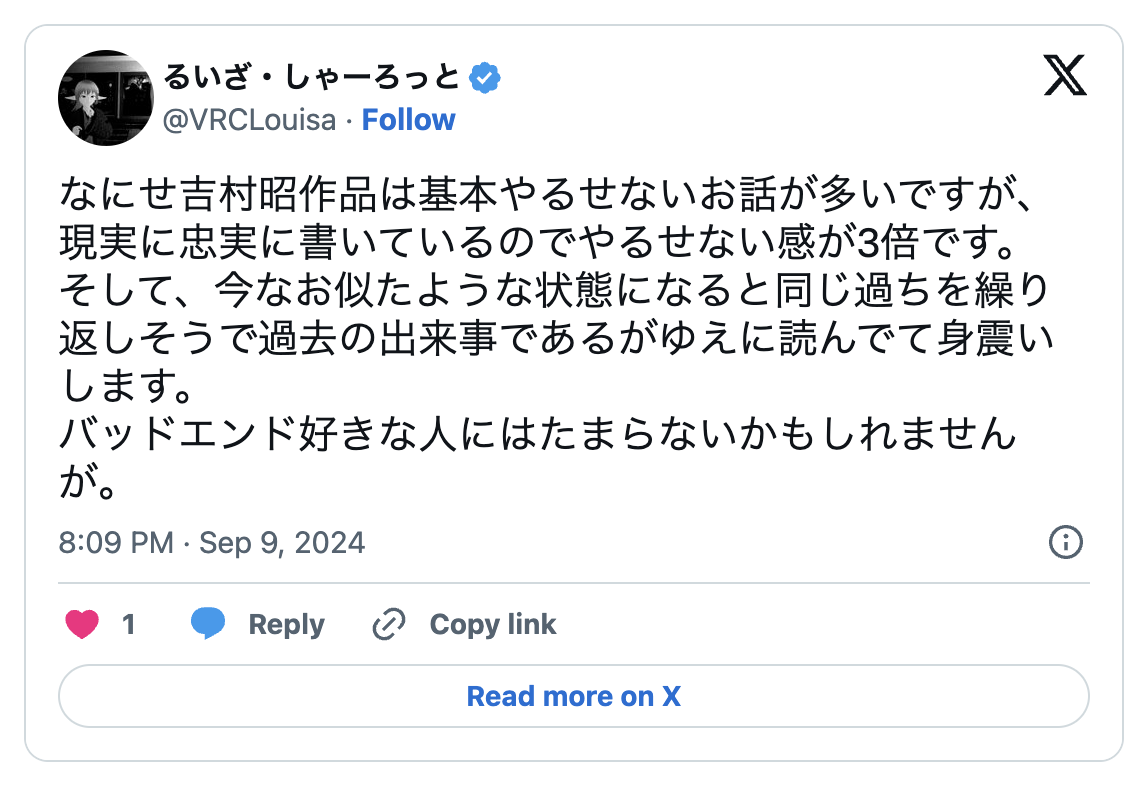 るいざ・しゃーろっと
@VRCLouisa · Follow
なにせ吉村昭作品は基本やるせないお話が多いですが、
現実に忠実に書いているのでやるせない感が3倍です。
そして、今なお似たような状態になると同じ過ちを繰り
返しそうで過去の出来事であるがゆえに読んでて身震い
します。
バッドエンド好きな人にはたまらないかもしれません
が。
8:09 PM · Sep 9, 2024
1 Reply Copy link
Read more on X